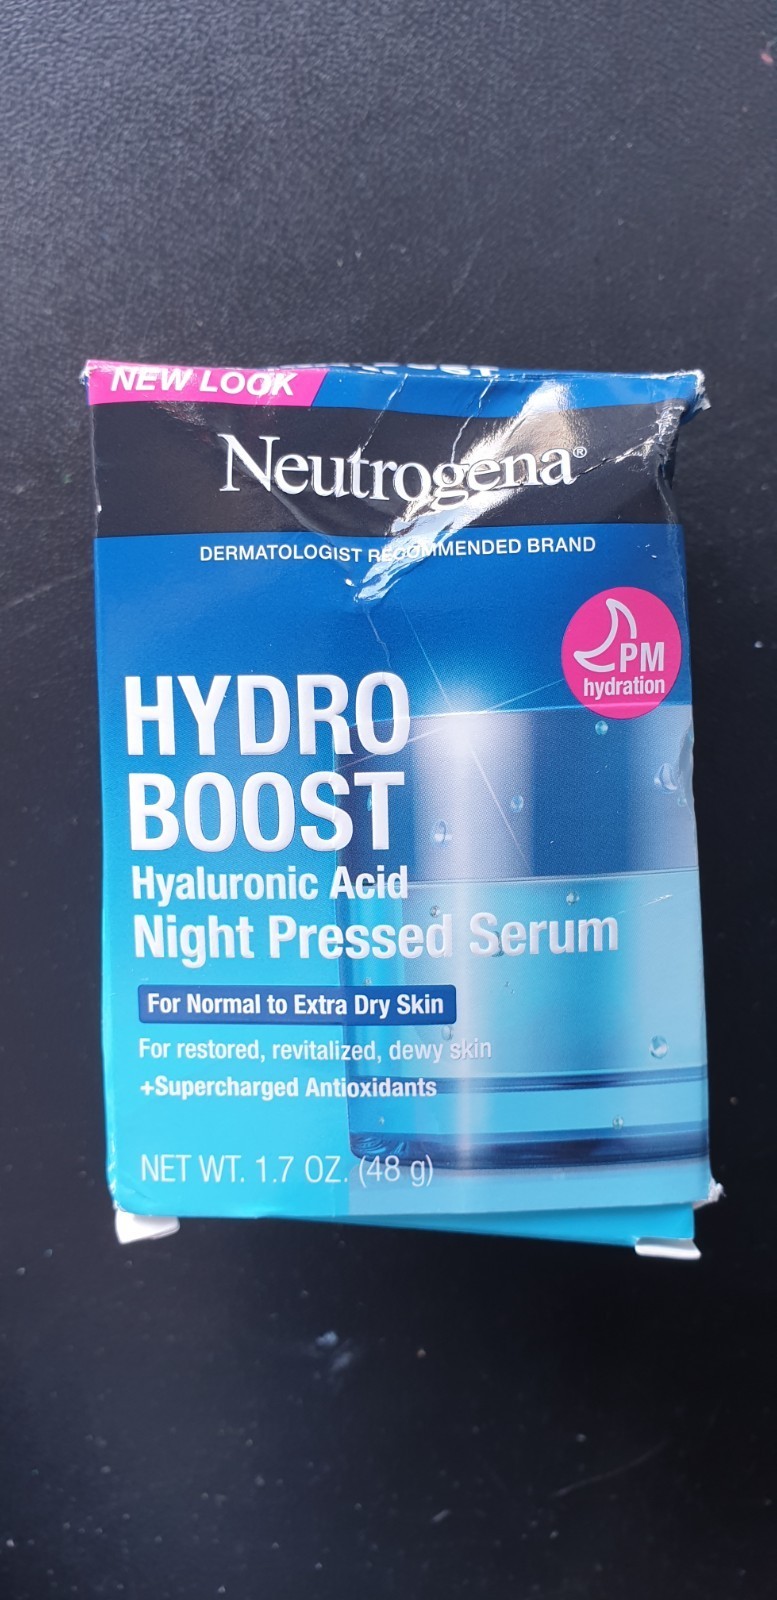 NEW LOOK
Neutrogena®
DERMATOLOGIST RECOMMENDED BRAND
PM
hydration
HYDRO
BOOST
Hyaluronic Acid
Night Pressed Serum
For Normal to Extra Dry Skin
For restored, revitalized, dewy skin
+Supercharged Antioxidants
NET WT. 1.7 OZ. (48 g)